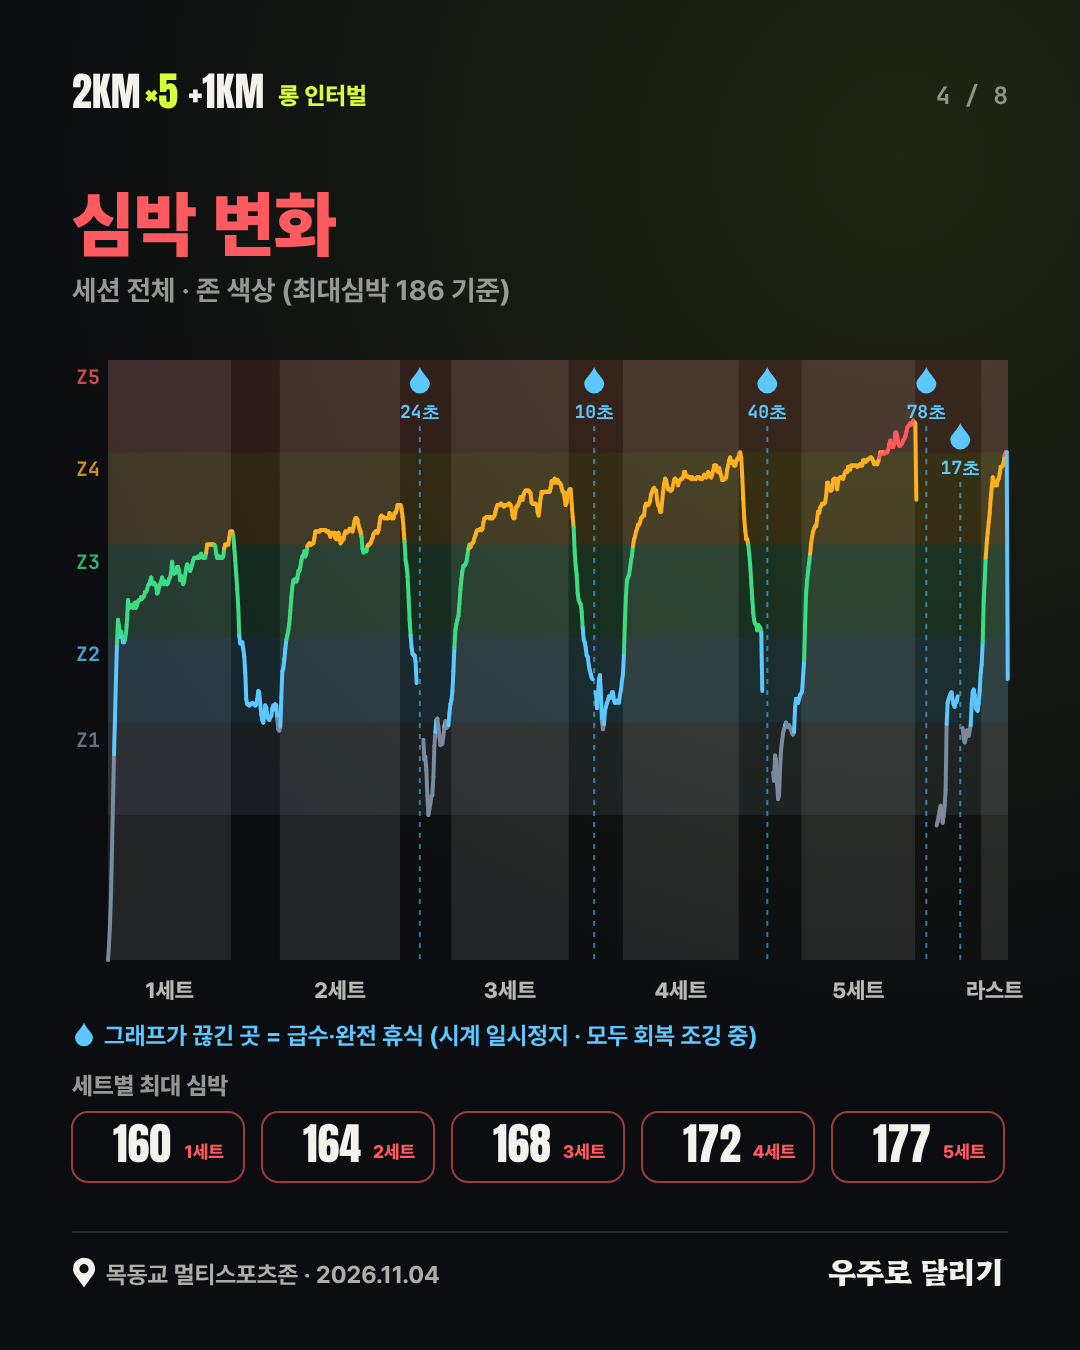 2KM×5 +1KM 롱 인터벌
4 / 8
심박 변화
세션 전체 · 존 색상 (최대심박 186 기준)
Z5
Z4
Z3
Z2
Z1
24초
10초
40초
78초
17초
1세트
2세트
3세트
4세트
5세트
라스트
그래프가 끊긴 곳 = 급수·완전 휴식 (시계 일시정지 · 모두 회복 조깅 중)
세트별 최대 심박
160 1세트
164 2세트
168 3세트
172 4세트
177 5세트
목동교 멀티스포츠존 · 2026.11.04
우주로 달리기